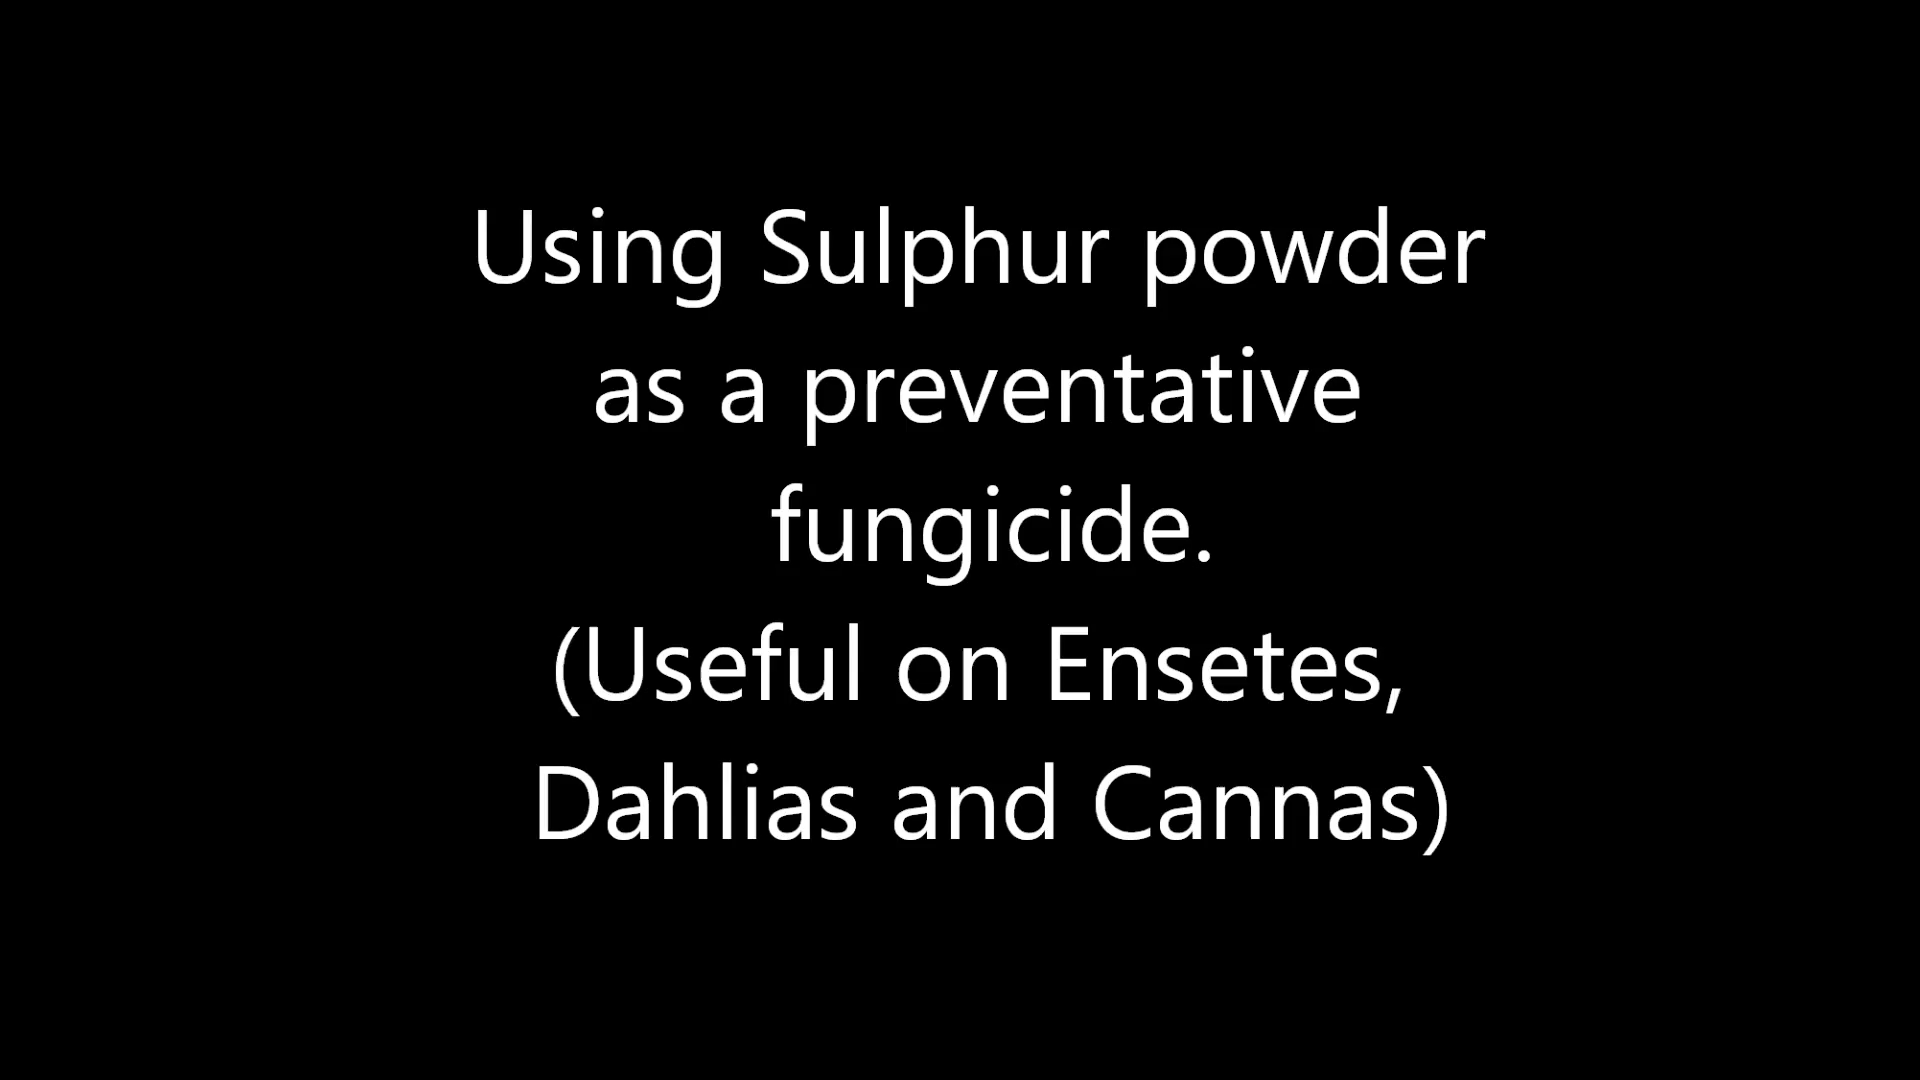 Using Sulphur powder
as a preventative
fungicide.
(Useful on Ensetes,
Dahlias and Cannas)